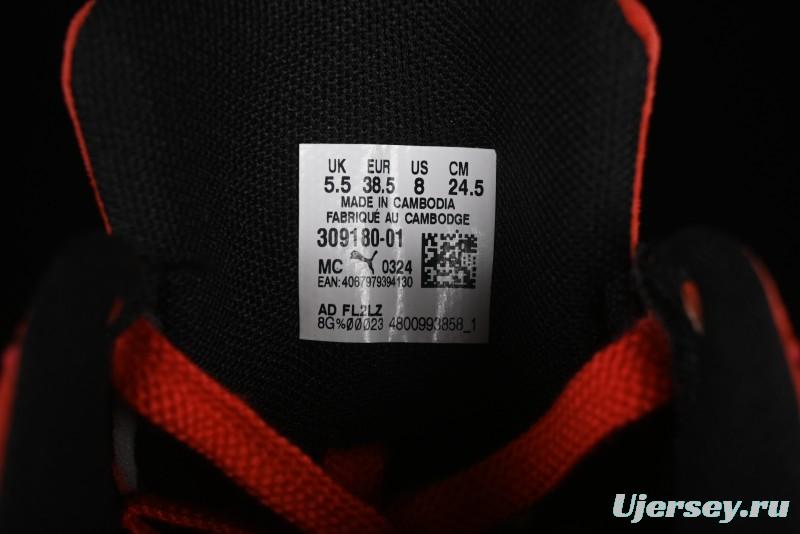 UK EUR US CM
5.5 38.5 8 24.5
MADE IN CAMBODIA
FABRIQUÉ AU CAMBODGE
309180-01
MC 0324
EAN: 4067979394130
AD FL2LZ
8G%00023 4800993858_1
Ujersey.ru